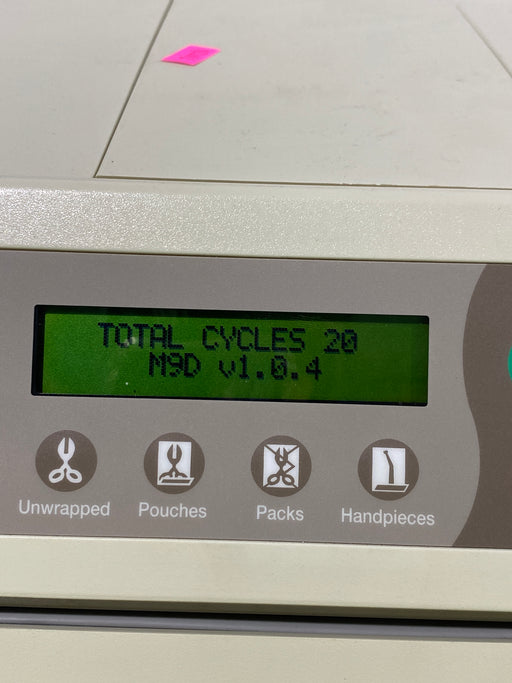 TOTAL CYCLES 20
M9D v1.0.4
Unwrapped
Pouches
Packs
Handpieces